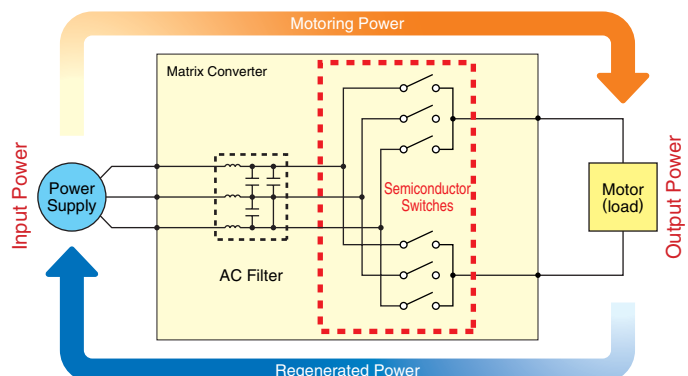 Motoring Power
Matrix Converter
Input Power
Power
Supply
AC Filter
Semiconductor
Switches
Motor
(load)
Output Power
Regenerated Power